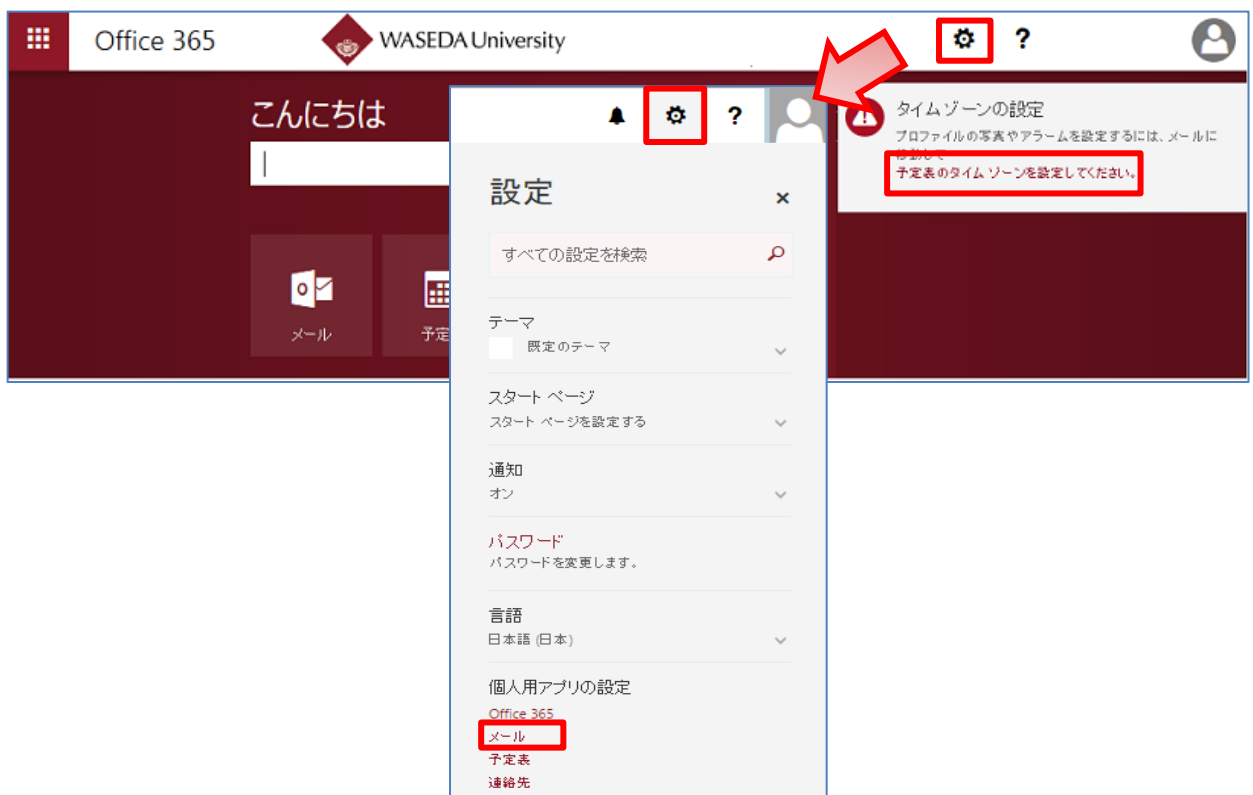 Office 365
WASEDA University
?
こんにちは
メール
予定
タイムゾーンの設定
プロファイルの写真やアラームを設定するには、メールに
移動して
予定表のタイム ゾーンを設定してください。
?
設定
×
すべての設定を検索
テーマ
既定のテーマ
スタート ページ
スタート ページを設定する
通知
オン
パスワード
パスワードを変更します。
言語
日本語 (日本)
個人用アプリの設定
Office 365
メール
予定表
連絡先